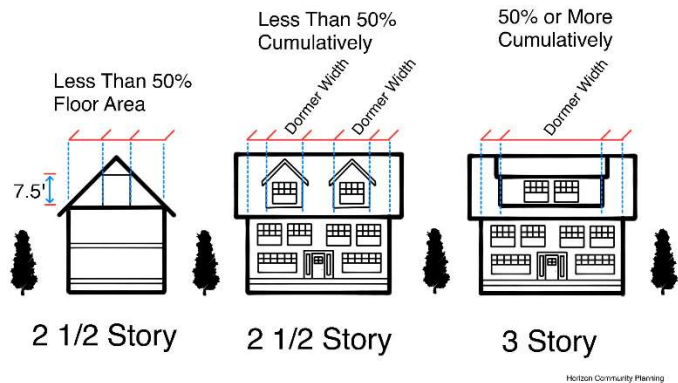 Less Than 50%
Floor Area
7.5'
2 1/2 Story
Less Than 50%
Cumulatively
Dormer Width
Dormer Width
2 1/2 Story
50% or More
Cumulatively
Dormer Width
3 Story
Horizon Community Planning